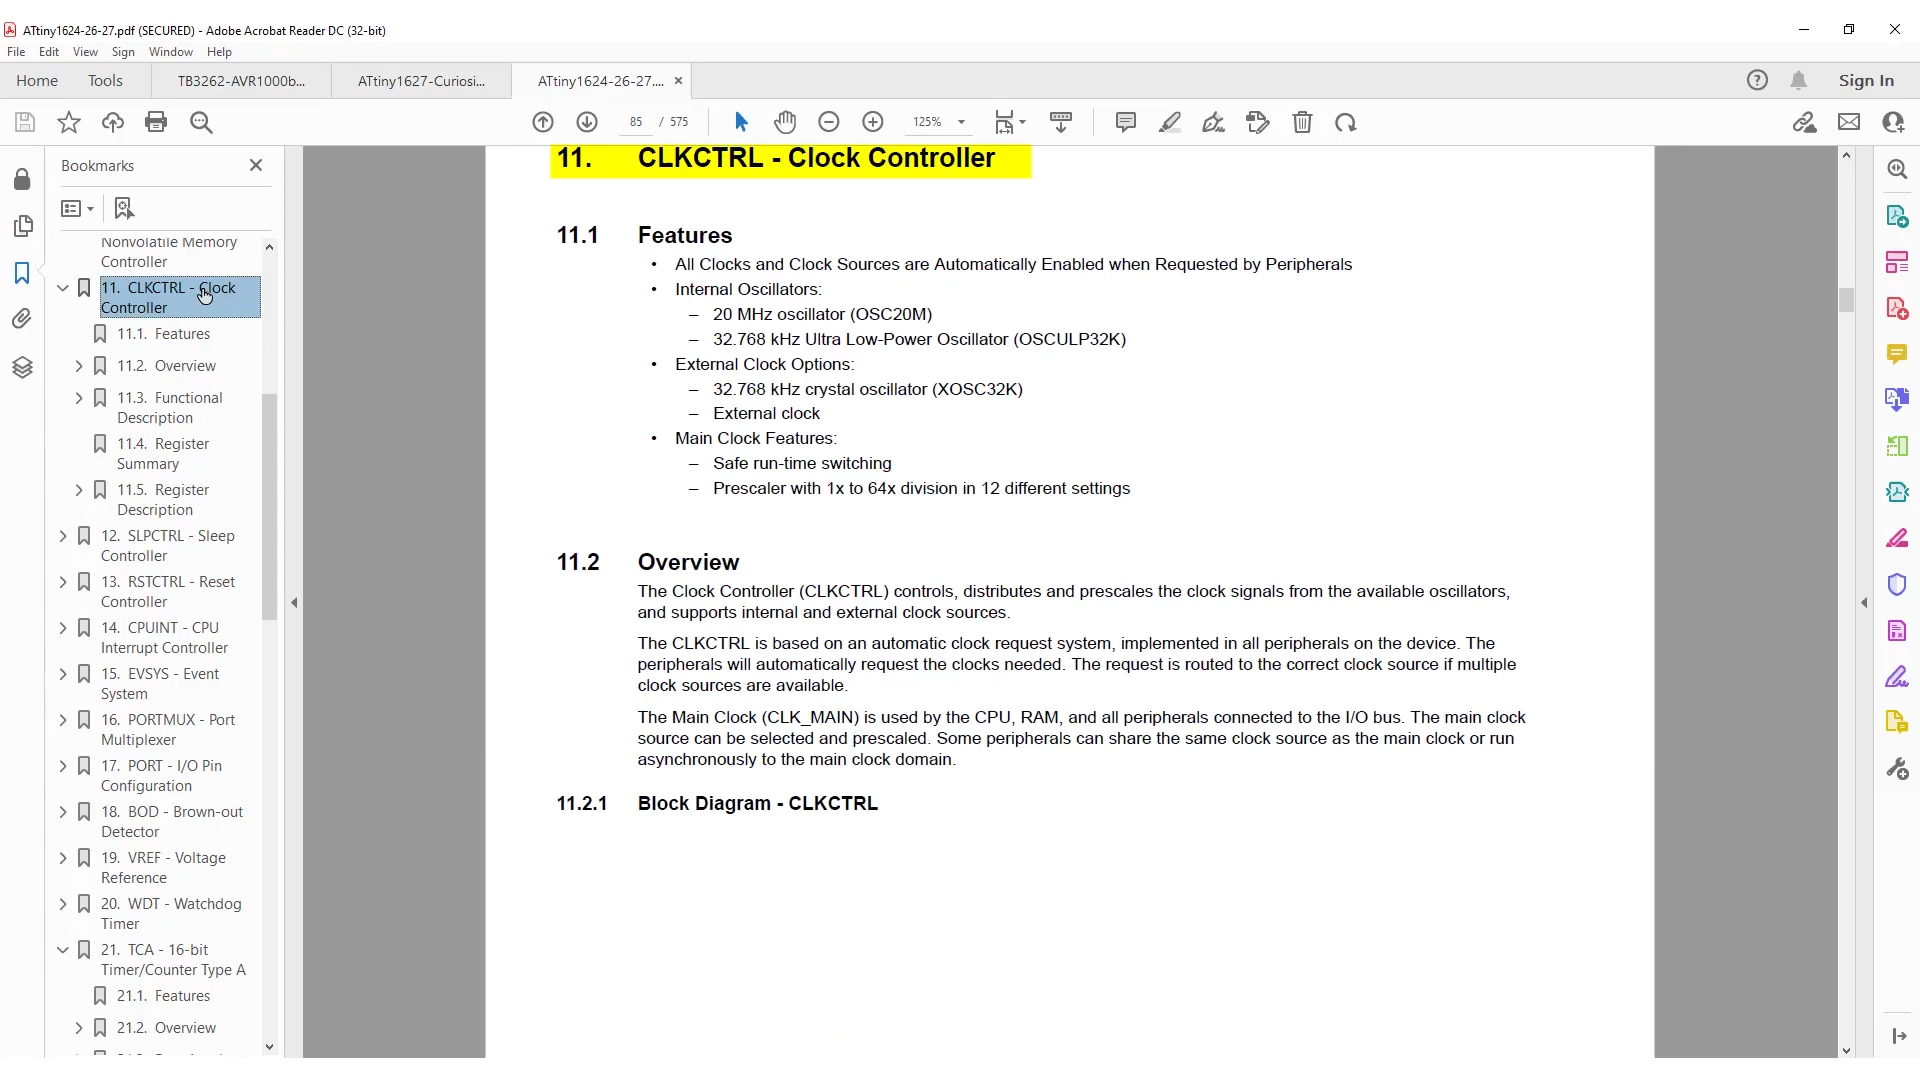 ATtiny1624-26-27.pdf (SECURED) - Adobe Acrobat Reader DC (32-bit)
File Edit View Sign Window Help
Home Tools TB3262-AVR1000b... ATtiny1627-Curiosi... ATtiny1624-26-27.... × Sign In
85 / 575 125%
Bookmarks
Nonvolatile Memory
Controller
11. CLKCTRL - Clock
Controller
11.1. Features
11.2. Overview
11.3. Functional
Description
11.4. Register
Summary
11.5. Register
Description
12. SLPCTRL - Sleep
Controller
13. RSTCTRL - Reset
Controller
14. CPUINT - CPU
Interrupt Controller
15. EVSYS - Event
System
16. PORTMUX - Port
Multiplexer
17. PORT - I/O Pin
Configuration
18. BOD - Brown-out
Detector
19. VREF - Voltage
Reference
20. WDT - Watchdog
Timer
21. TCA - 16-bit
Timer/Counter Type A
21.1. Features
21.2. Overview
11. CLKCTRL - Clock Controller
11.1 Features
• All Clocks and Clock Sources are Automatically Enabled when Requested by Peripherals
• Internal Oscillators:
– 20 MHz oscillator (OSC20M)
– 32.768 kHz Ultra Low-Power Oscillator (OSCULP32K)
• External Clock Options:
– 32.768 kHz crystal oscillator (XOSC32K)
– External clock
• Main Clock Features:
– Safe run-time switching
– Prescaler with 1x to 64x division in 12 different settings
11.2 Overview
The Clock Controller (CLKCTRL) controls, distributes and prescales the clock signals from the available oscillators,
and supports internal and external clock sources.
The CLKCTRL is based on an automatic clock request system, implemented in all peripherals on the device. The
peripherals will automatically request the clocks needed. The request is routed to the correct clock source if multiple
clock sources are available.
The Main Clock (CLK_MAIN) is used by the CPU, RAM, and all peripherals connected to the I/O bus. The main clock
source can be selected and prescaled. Some peripherals can share the same clock source as the main clock or run
asynchronously to the main clock domain.
11.2.1 Block Diagram - CLKCTRL